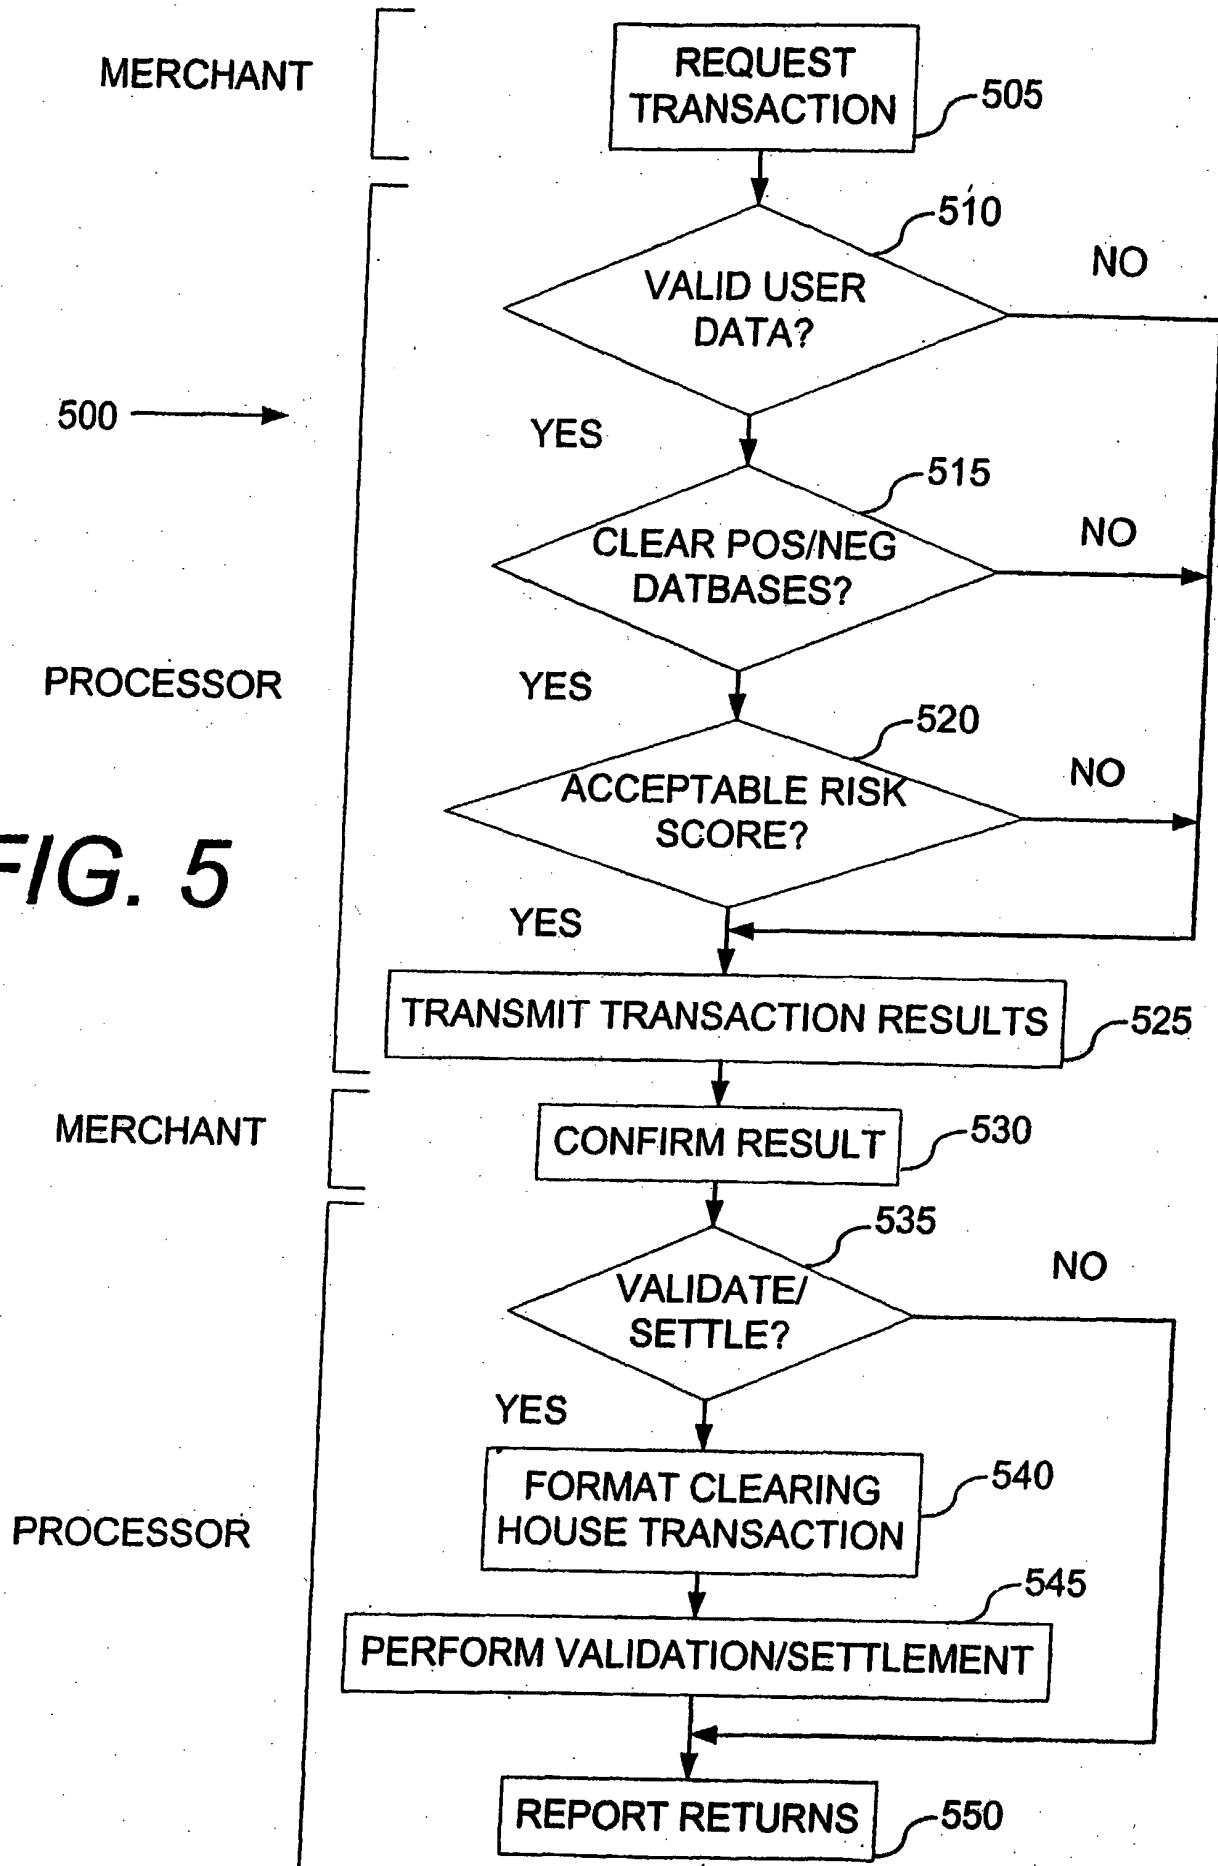 MERCHANT
REQUEST
TRANSACTION
505
510
VALID USER
DATA?
NO
500
YES
515
CLEAR POS/NEG
DATBASES?
NO
PROCESSOR
YES
520
ACCEPTABLE RISK
SCORE?
NO
FIG. 5
YES
TRANSMIT TRANSACTION RESULTS
525
MERCHANT
CONFIRM RESULT
530
535
VALIDATE/
SETTLE?
NO
YES
FORMAT CLEARING
HOUSE TRANSACTION
540
PROCESSOR
545
PERFORM VALIDATION/SETTLEMENT
REPORT RETURNS
550